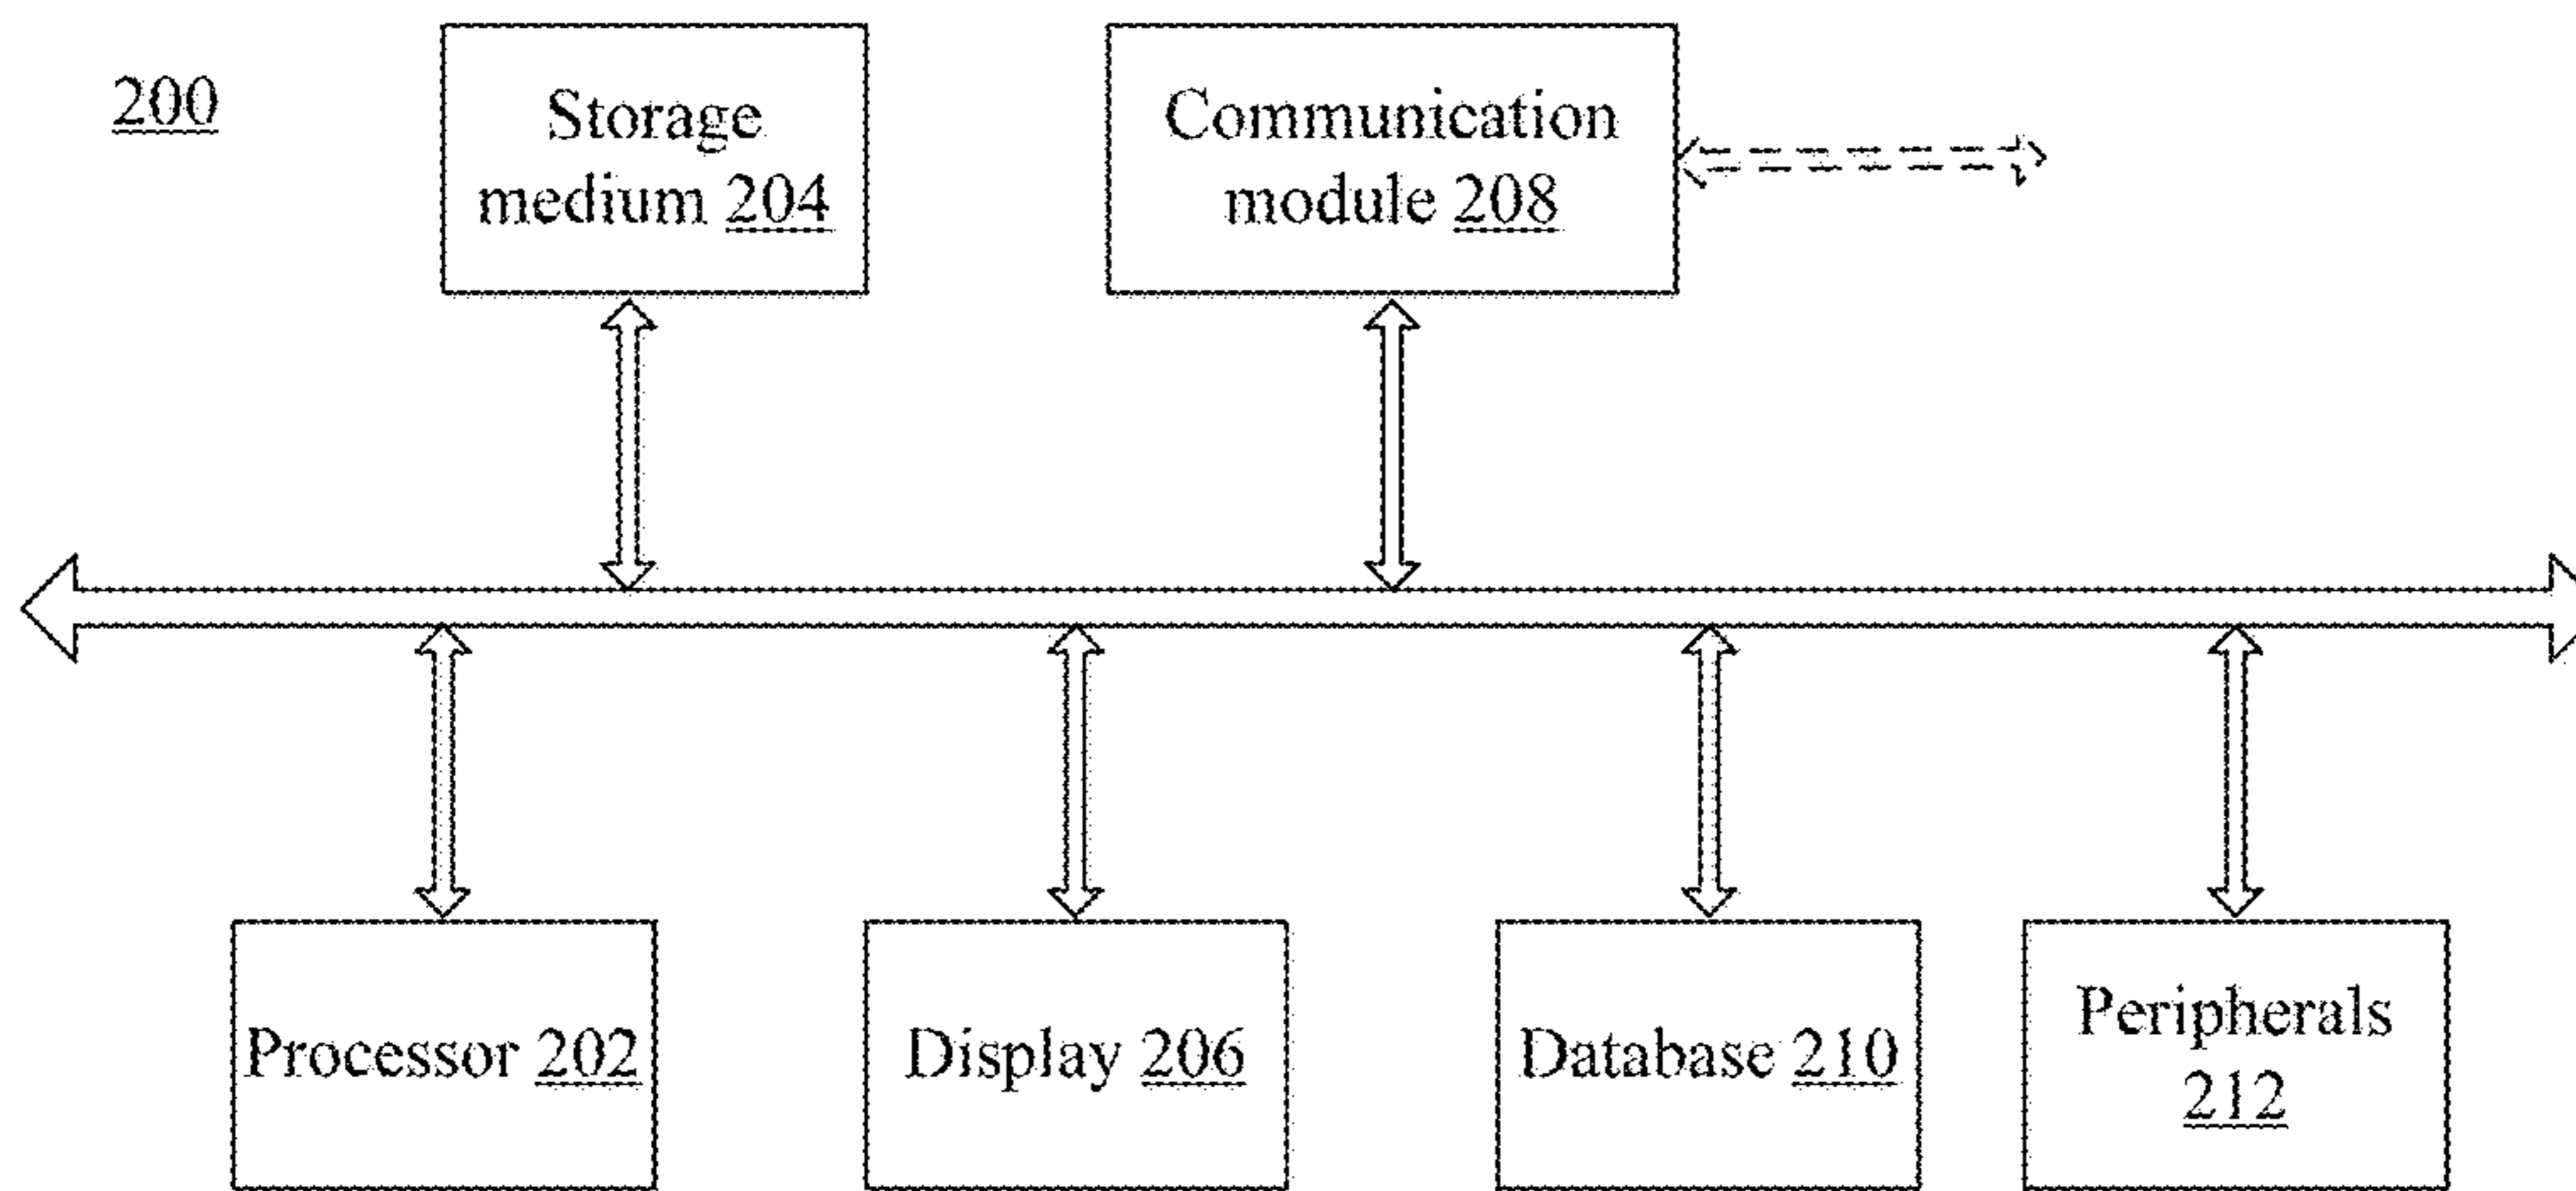 200
Storage
medium 204
Communication
module 208
Processor 202
Display 206
Database 210
Peripherals
212